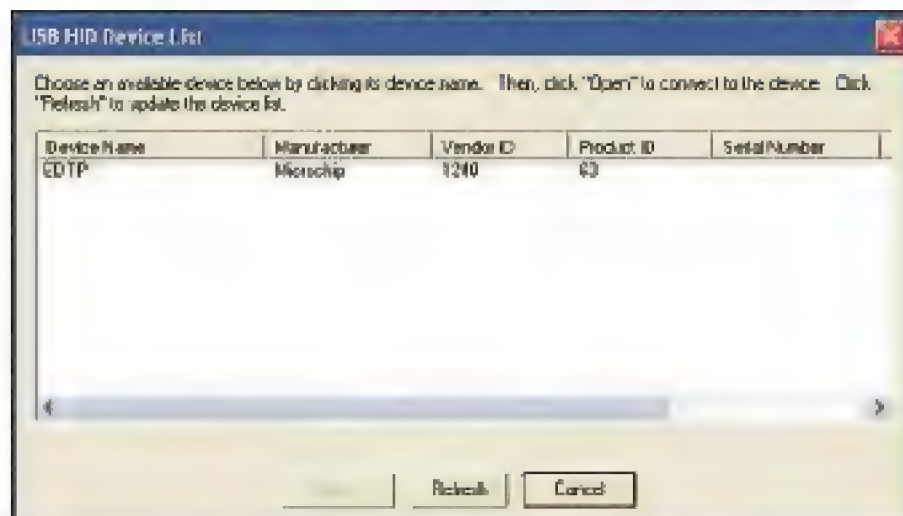 USB HID Device List
Choose an available device below by clicking its device name. Then, click "Open" to connect to the device. Click
"Refresh" to update the device list.
Device Name Manufacturer Vendor ID Product ID Serial Number
EDTP Microchip 1240 63
Refresh Cancel